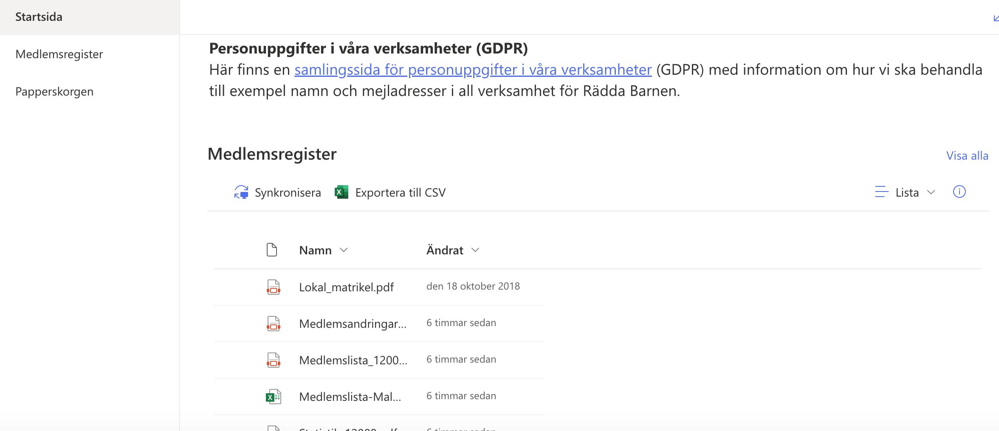 Startsida
Medlemsregister
Papperskorgen
Personuppgifter i våra verksamheter (GDPR)
Här finns en samlingssida för personuppgifter i våra verksamheter (GDPR) med information om hur vi ska behandla
till exempel namn och mejladresser i all verksamhet för Rädda Barnen.
Medlemsregister
Visa alla
Synkronisera
Exportera till CSV
Lista
Namn
Ändrat
Lokal_matrikel.pdf den 18 oktober 2018
Medlemsandringar... 6 timmar sedan
Medlemslista_1200... 6 timmar sedan
Medlemslista-Mal... 6 timmar sedan